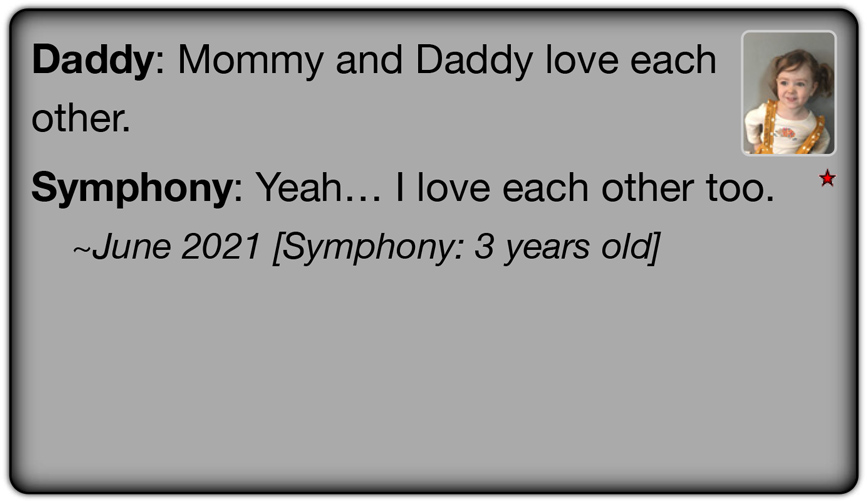 Daddy: Mommy and Daddy love each
other.
Symphony: Yeah… I love each other too.
~June 2021 [Symphony: 3 years old]